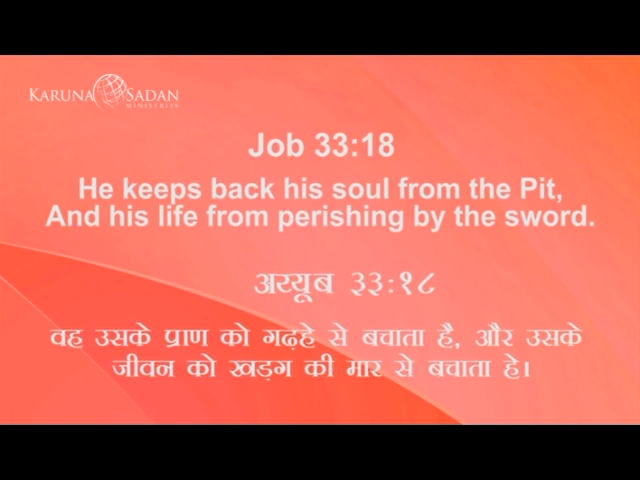 KARUNA SADAN
MINISTRIES
Job 33:18
He keeps back his soul from the Pit,
And his life from perishing by the sword.
अय्यूब ३३:१८
वह उसके प्राण को गढ़हे से बचाता है, और उसके
जीवन को खड़ग की मार से बचाता हे।